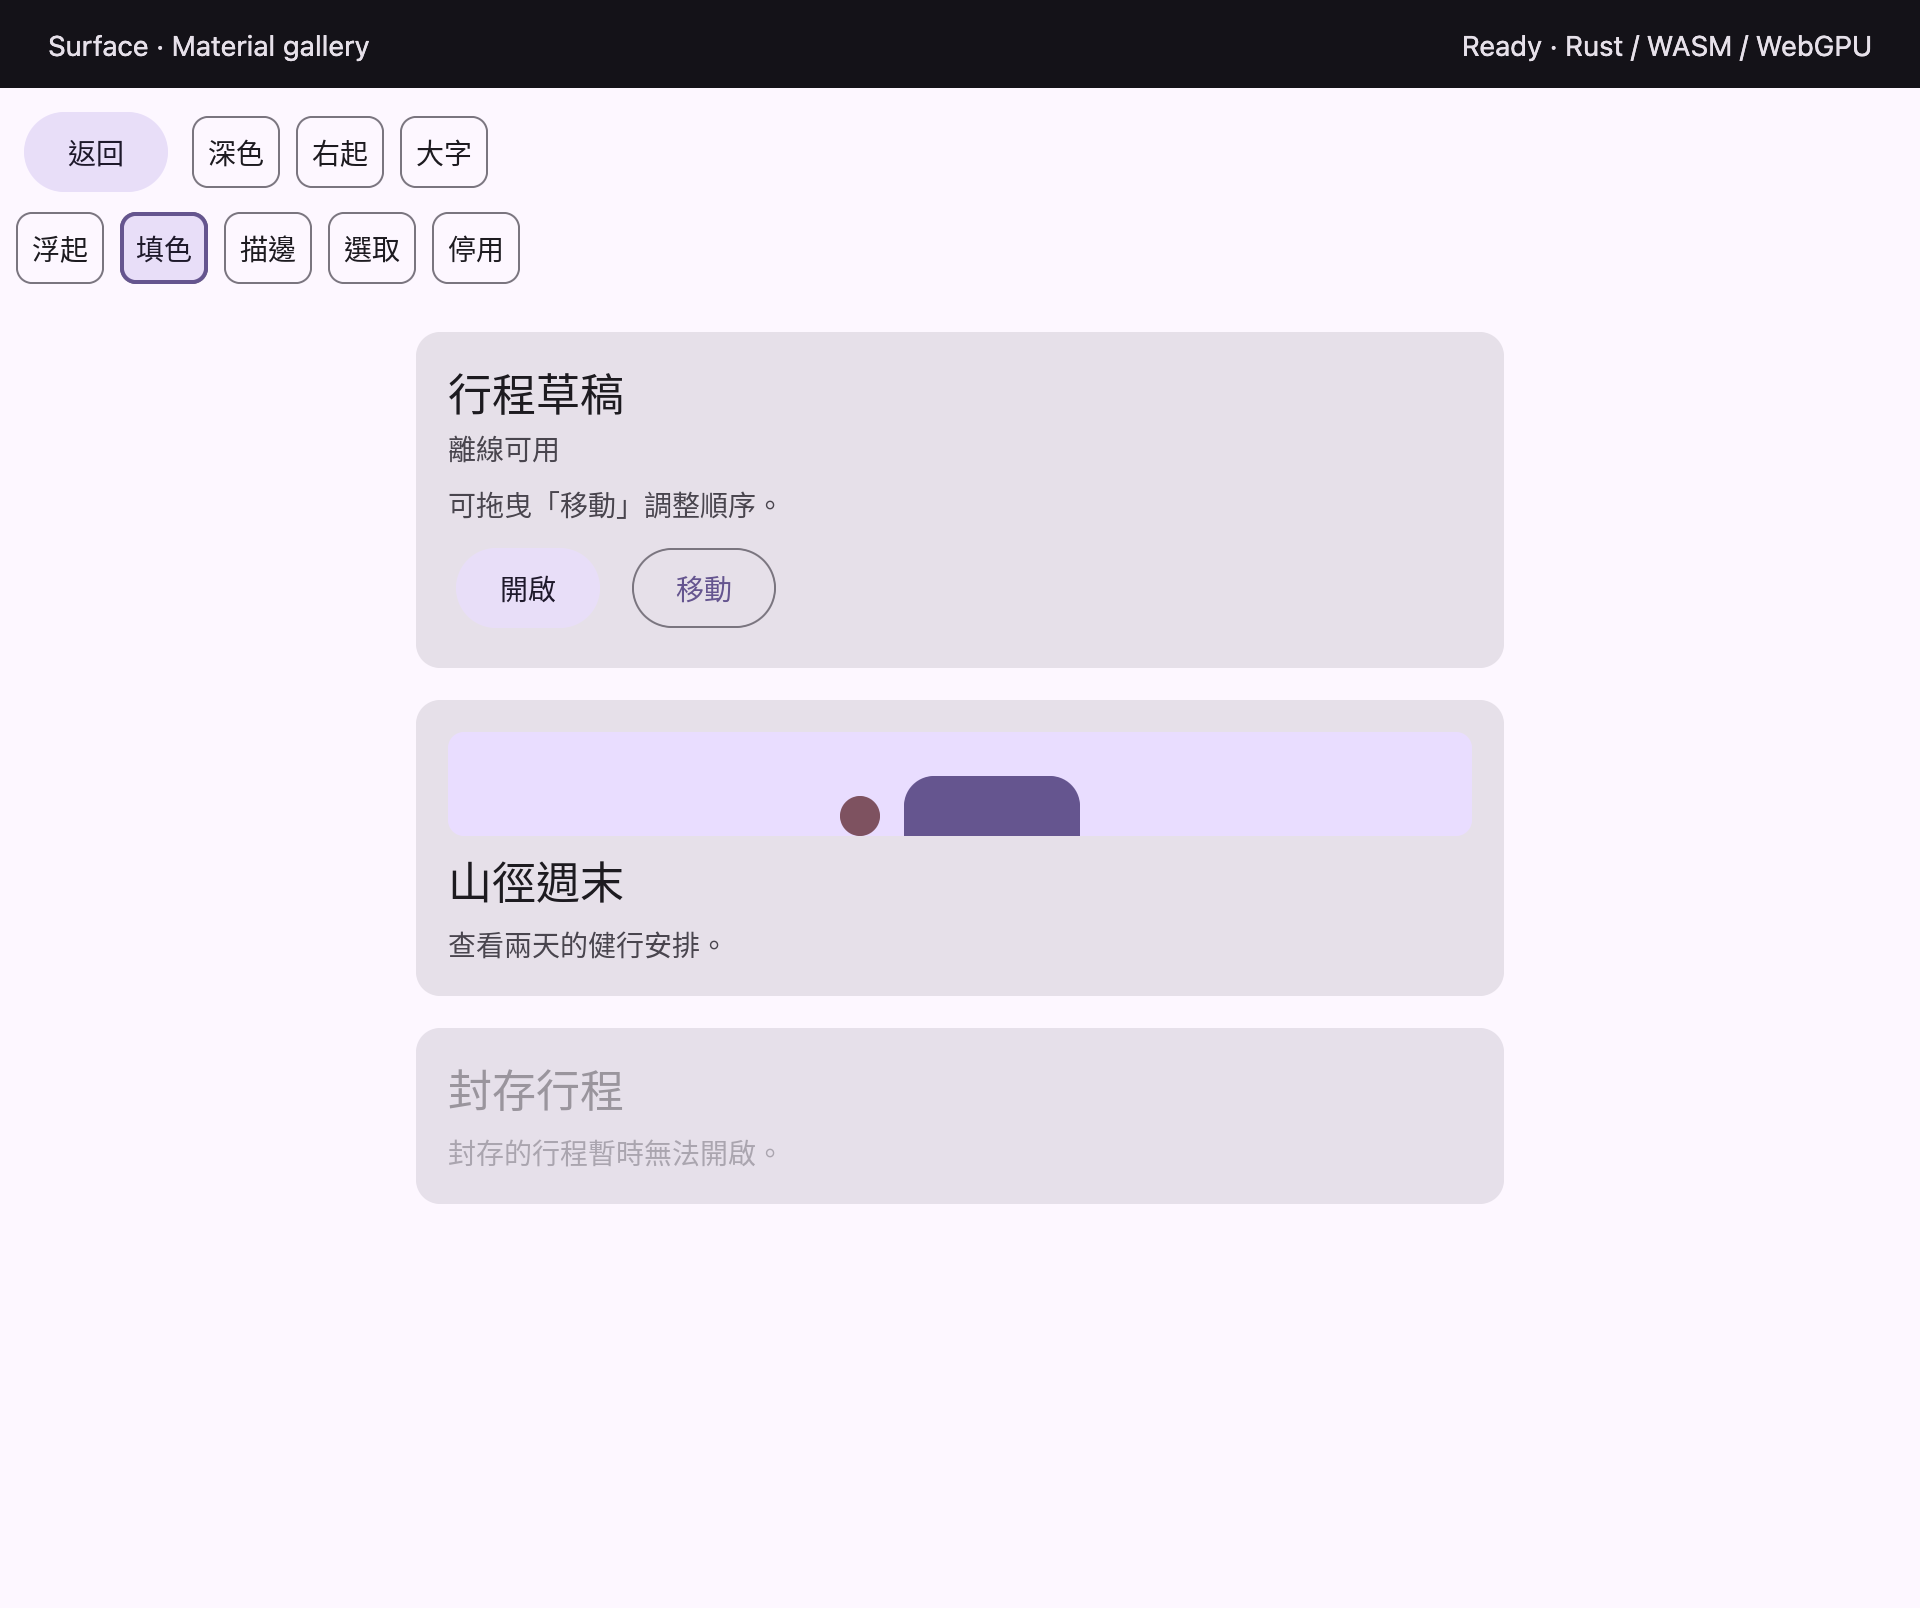 Surface · Material gallery
Ready · Rust / WASM / WebGPU
返回
深色
右起
大字
浮起
填色
描邊
選取
停用
行程草稿
離線可用
可拖曳「移動」調整順序。
開啟
移動
山徑週末
查看兩天的健行安排。
封存行程
封存的行程暫時無法開啟。